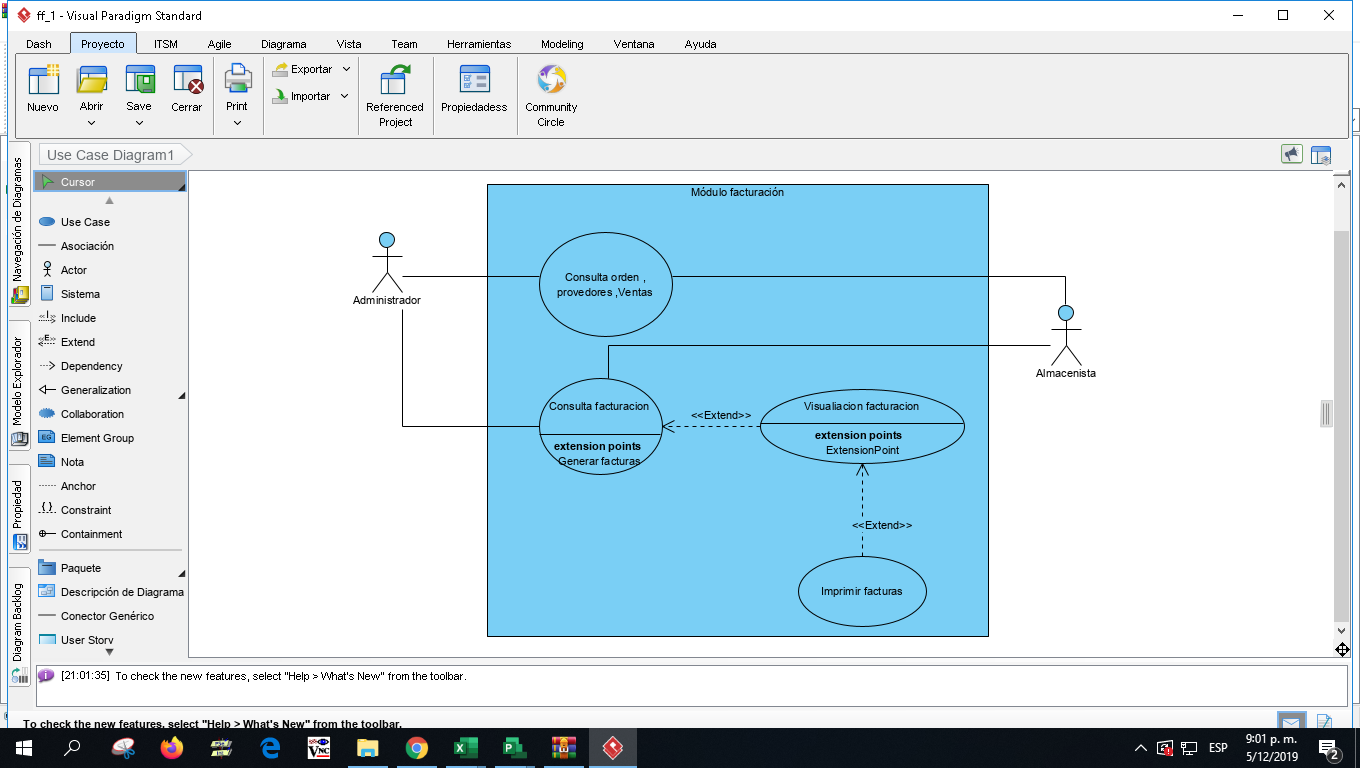 ff_1 - Visual Paradigm Standard
Dash Proyecto ITSM Agile Diagrama Vista Team Herramientas Modeling Ventana Ayuda
Nuevo
Abrir
Save
Cerrar
Print
Exportar
Importar
Referenced
Project
Propiedadess
Community
Circle
Use Case Diagram1
Navegación de Diagramas
Modelo Explorador
Propiedad
Diagram Backlog
Cursor
Use Case
Asociación
Actor
Sistema
Include
Extend
Dependency
Generalization
Collaboration
EG Element Group
Nota
Anchor
Constraint
Containment
Paquete
Descripción de Diagrama
Conector Genérico
User Story
Módulo facturación
Administrador
Consulta orden ,
provedores ,Ventas
Almacenista
Consulta facturacion
extension points
Generar facturas
<<Extend>>
Visualiacion facturacion
extension points
ExtensionPoint
<<Extend>>
Imprimir facturas
[21:01:35] To check the new features, select "Help > What's New" from the toolbar.
To check the new features, select "Help > What's New" from the toolbar.
VNC
ESP
9:01 p. m.
5/12/2019
2